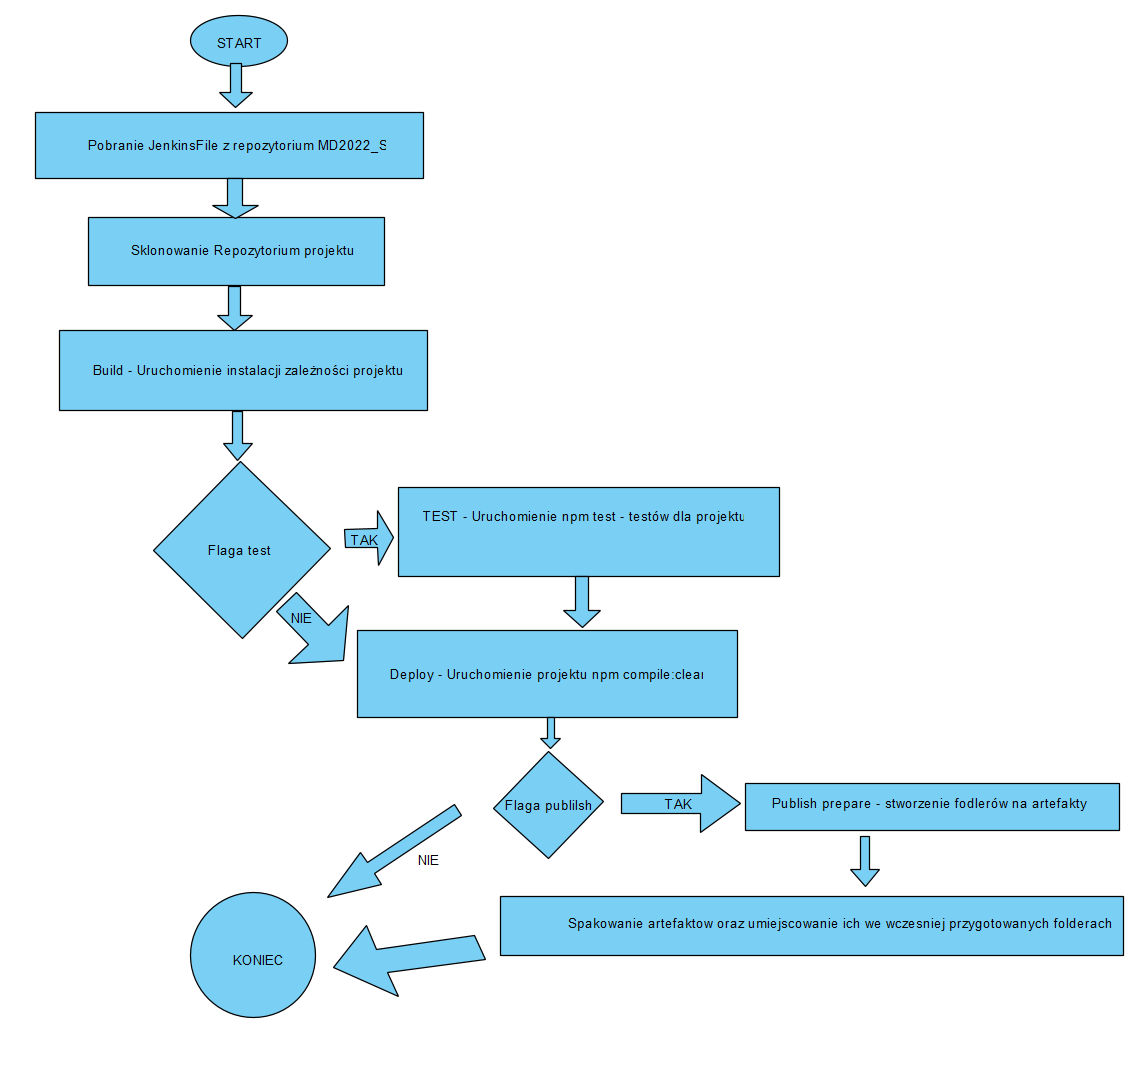 START
Pobranie JenkinsFile z repozytorium MD2022_S
Sklonowanie Repozytorium projektu
Build - Uruchomienie instalacji zależności projektu
Flaga test
TAK
TEST - Uruchomienie npm test - testów dla projektu
NIE
Deploy - Uruchomienie projektu npm compile:clear
Flaga publilsh
TAK
Publish prepare - stworzenie fodlerów na artefakty
NIE
Spakowanie artefaktow oraz umiejscowanie ich we wczesniej przygotowanych folderach
KONIEC